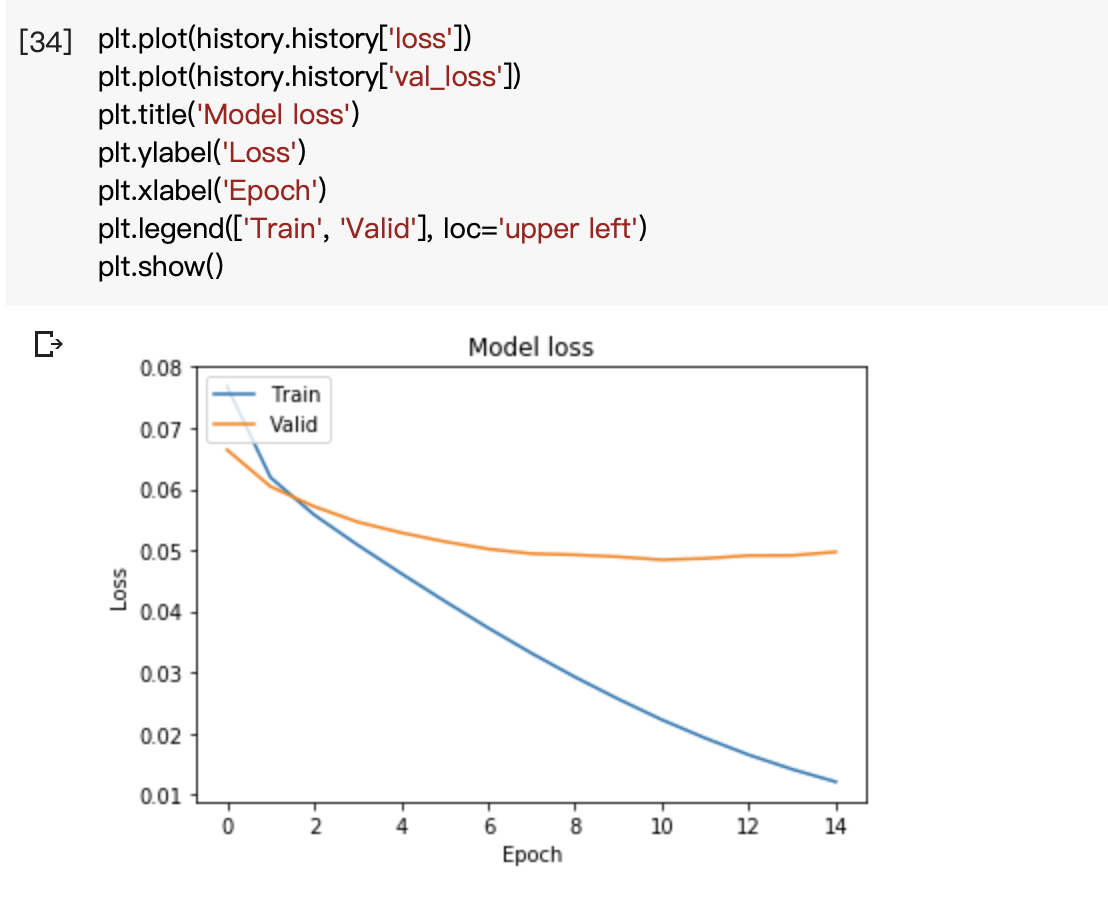 [34] plt.plot(history.history['loss'])
plt.plot(history.history['val_loss'])
plt.title('Model loss')
plt.ylabel('Loss')
plt.xlabel('Epoch')
plt.legend(['Train', 'Valid'], loc='upper left')
plt.show()
Model loss
Train
Valid
0.08
0.07
0.06
0.05
0.04
0.03
0.02
0.01
Loss
0 2 4 6 8 10 12 14
Epoch